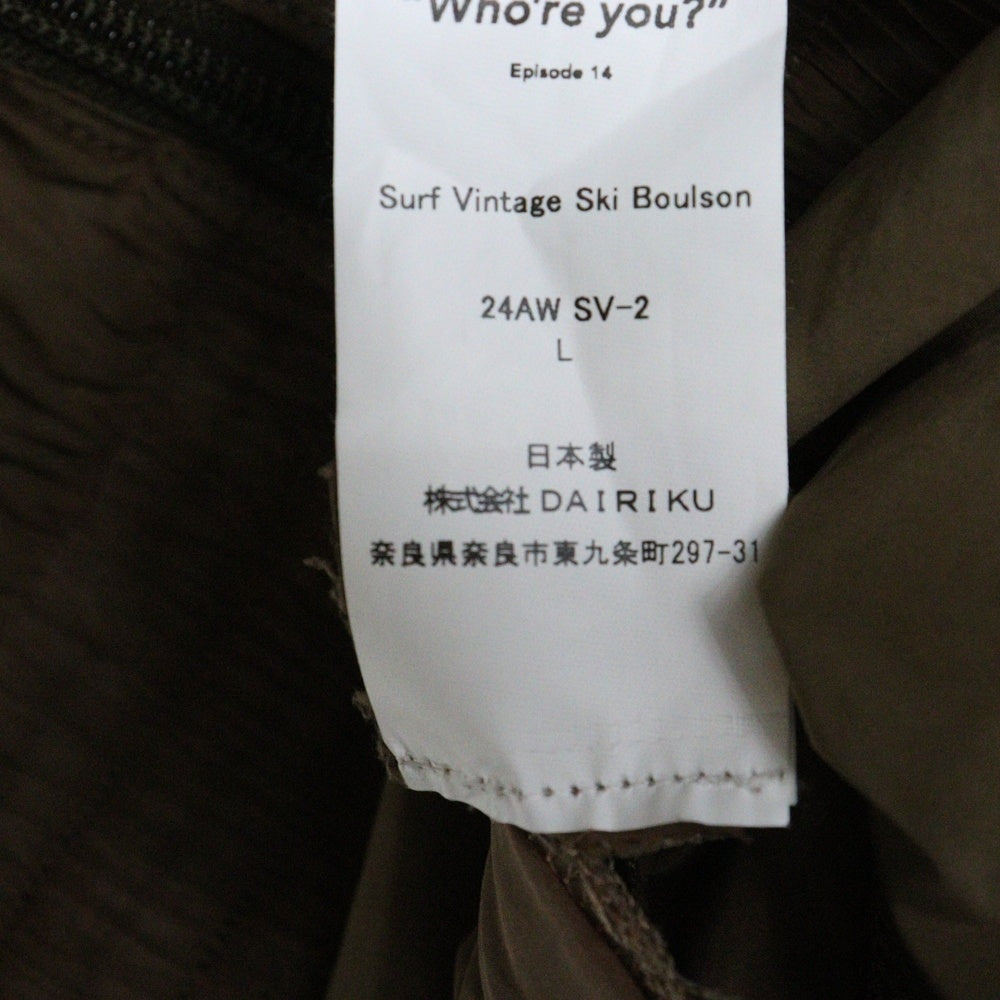 "Who're you?"
Episode 14
Surf Vintage Ski Boulson
24AW SV-2
L
日本製
株式会社 DAIRIKU
奈良県奈良市東九条町297-31